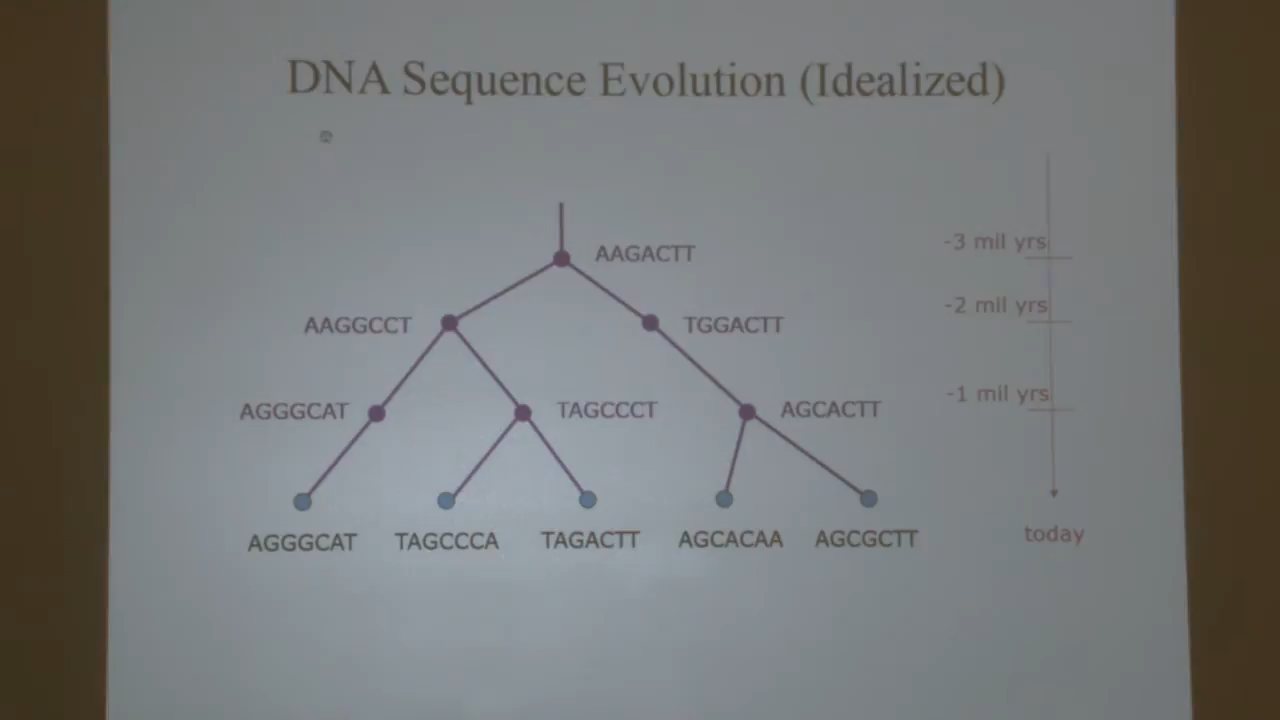 DNA Sequence Evolution (Idealized)
-3 mil yrs
AAGACTT
-2 mil yrs
AAGGCCT
TGGACTT
-1 mil yrs
AGGGCAT
TAGCCCT
AGCACTT
today
AGGGCAT
TAGCCCA
TAGACTT
AGCACAA
AGCGCTT